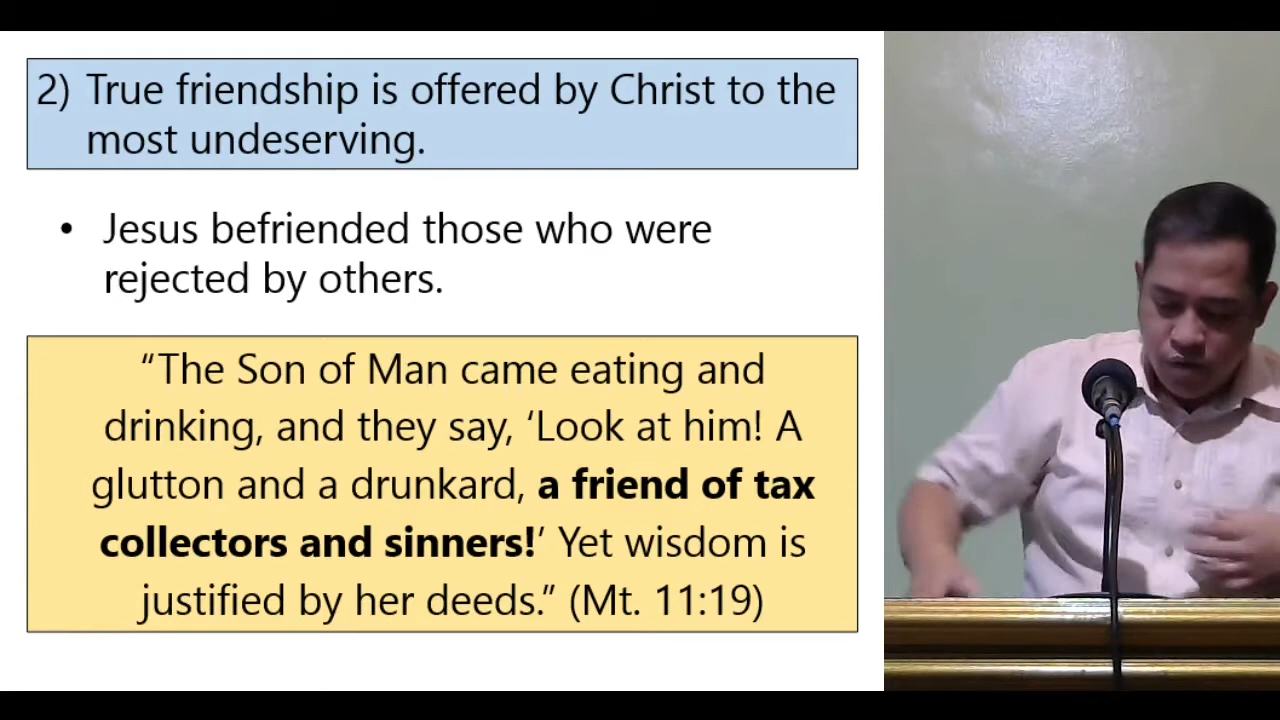 2) True friendship is offered by Christ to the
most undeserving.
• Jesus befriended those who were
rejected by others.
“The Son of Man came eating and
drinking, and they say, ‘Look at him! A
glutton and a drunkard, a friend of tax
collectors and sinners!’ Yet wisdom is
justified by her deeds.” (Mt. 11:19)